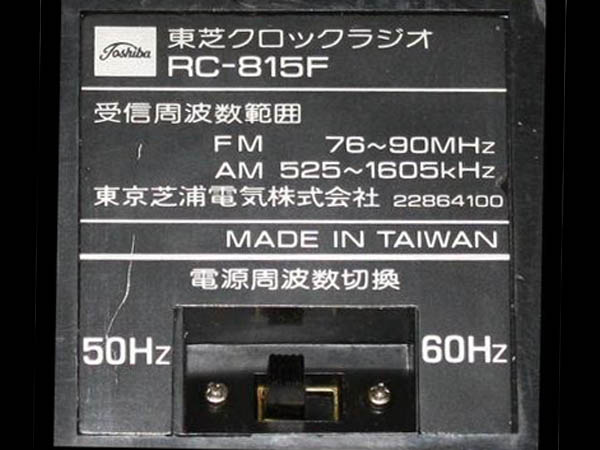 Toshiba
東芝クロックラジオ
RC-815F
受信周波数範囲
FM 76~90MHz
AM 525~1605kHz
東京芝浦電気株式会社 22864100
MADE IN TAIWAN
電源周波数切換
50Hz 60Hz